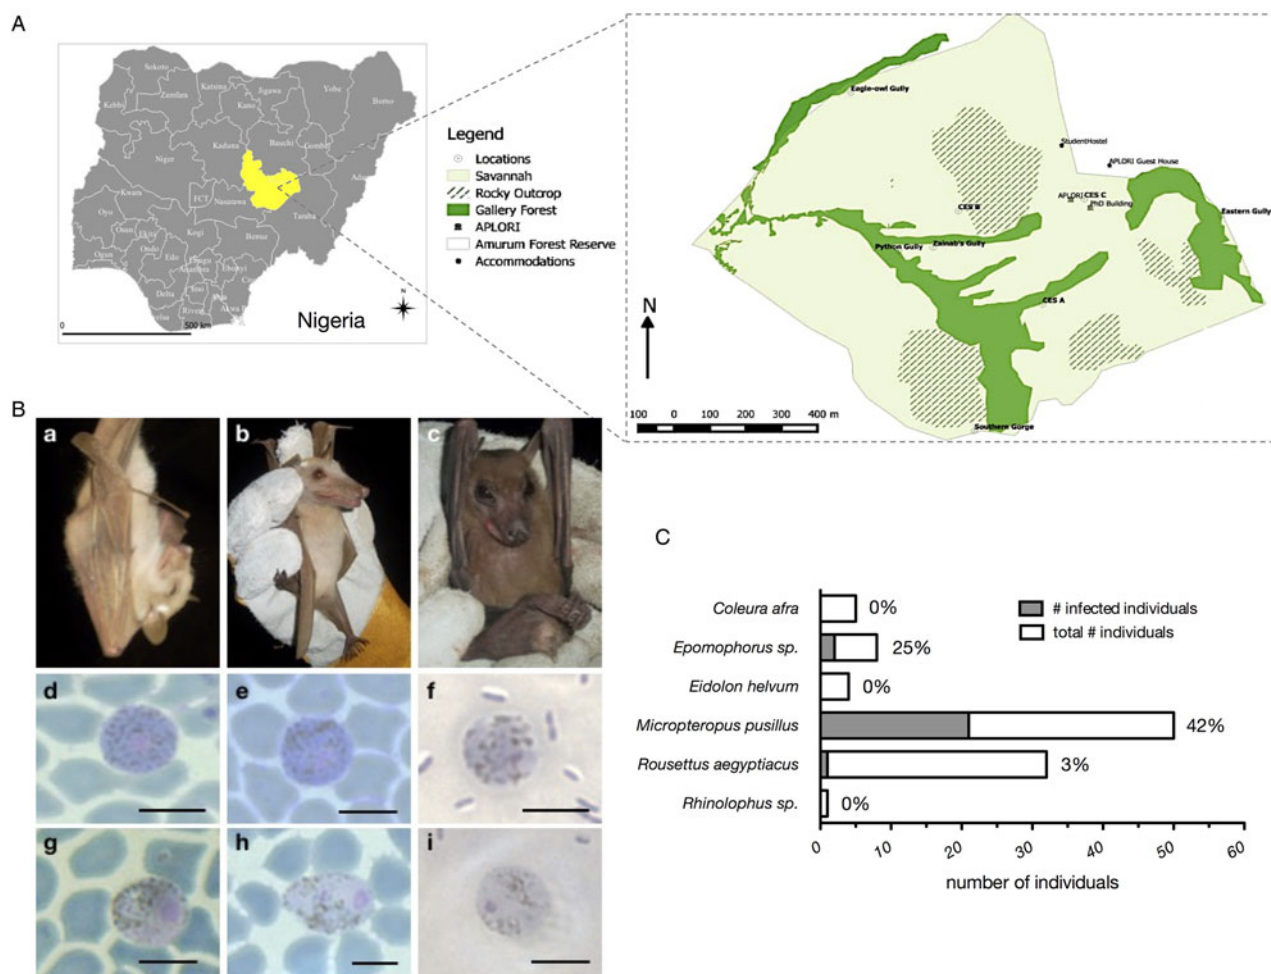 A
Sokoto
Zamfara
Katsina
Kano
Jigawa
Yobe
Borno
Kebbi
Kaduna
Bauchi
Gombe
Niger
Kwara
FCT
Nasarawa
Taraba
Oyo
Kogi
Benue
Osun
Ekiti
Ondo
Edo
Enugu
Anambra
Ebonyi
Ogun
Imo
Delta
Rivers
0
500 km
N
Nigeria
Legend
Locations
Savannah
Rocky Outcrop
Gallery Forest
APLORI
Amurum Forest Reserve
Accommodations
Eagle-owl Gully
StudentHostel
APLORI Guest House
APLORI
CES C
PhD Building
CES B
Eastern Gully
Python Gully
Zainab's Gully
CES A
N
100 0 100 200 300 400 m
Southern Gorge
B
a
b
c
d
e
f
g
h
i
C
Coleura afra
0%
Epomophorus sp.
25%
Eidolon helvum
0%
Micropteropus pusillus
42%
Rousettus aegyptiacus
3%
Rhinolophus sp.
0%
# infected individuals
total # individuals
0 10 20 30 40 50 60
number of individuals